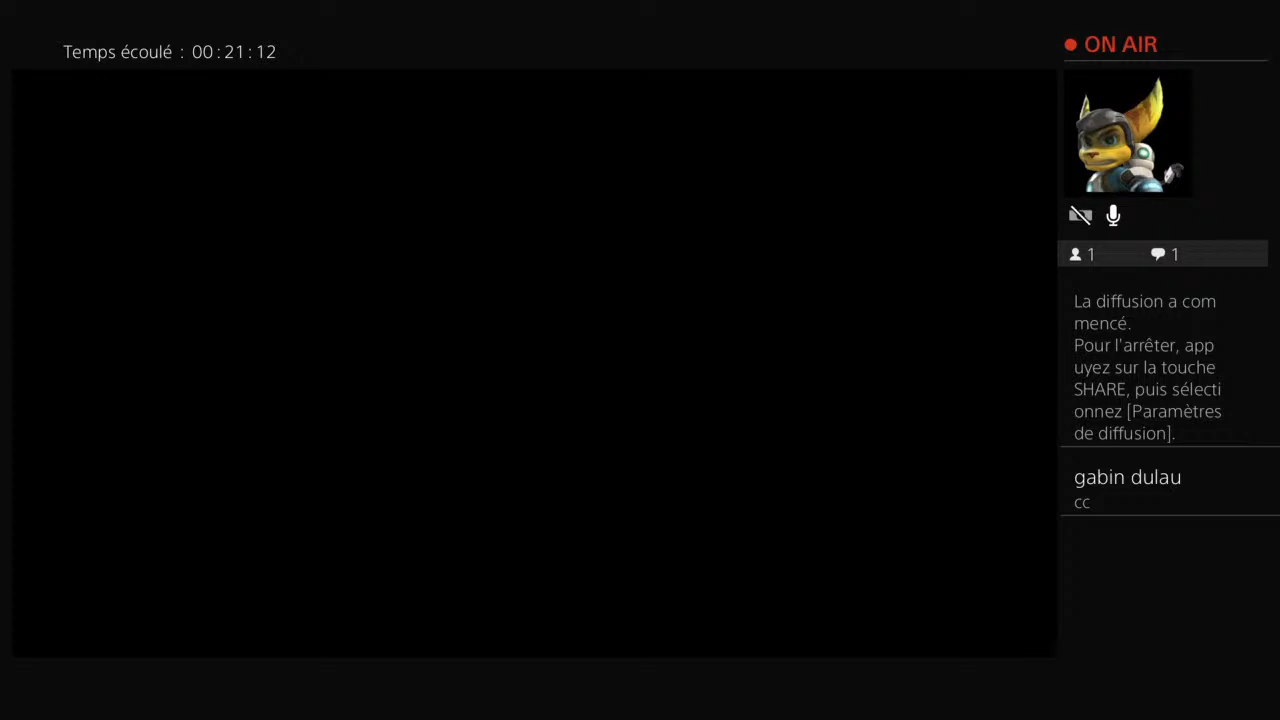 Temps écoulé : 00:21:12
ON AIR
1 1
La diffusion a com
mencé.
Pour l'arrêter, app
uyez sur la touche
SHARE, puis sélecti
onnez [Paramètres
de diffusion].
gabin dulau
cc